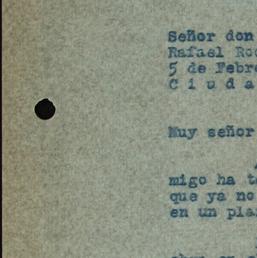 Señor don
Rafael Ro
5 de Febre
C i u d a
Muy señor
migo ha t
que ya no
en un pla